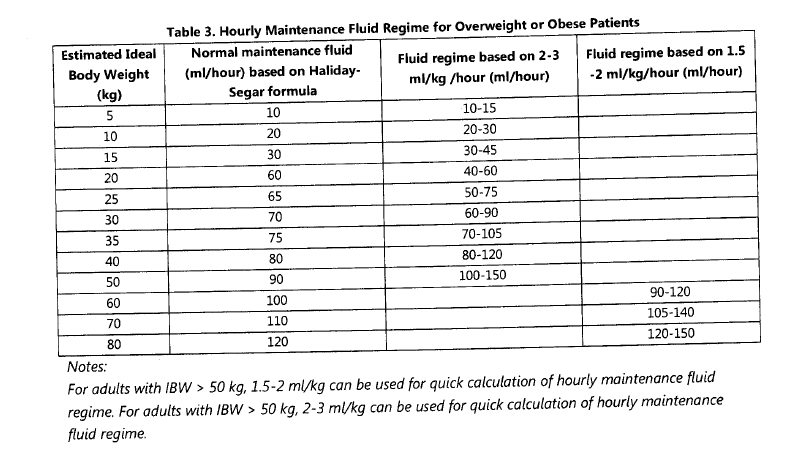 Table 3. Hourly Maintenance Fluid Regime for Overweight or Obese Patients
Estimated Ideal Body Weight (kg) | Normal maintenance fluid (ml/hour) based on Haliday-Segar formula | Fluid regime based on 2-3 ml/kg /hour (ml/hour) | Fluid regime based on 1.5 -2 ml/kg/hour (ml/hour)
5 | 10 | 10-15
10 | 20 | 20-30
15 | 30 | 30-45
20 | 60 | 40-60
25 | 65 | 50-75
30 | 70 | 60-90
35 | 75 | 70-105
40 | 80 | 80-120
50 | 90 | 100-150
60 | 100 | | 90-120
70 | 110 | | 105-140
80 | 120 | | 120-150
Notes:
For adults with IBW > 50 kg, 1.5-2 ml/kg can be used for quick calculation of hourly maintenance fluid
regime. For adults with IBW > 50 kg, 2-3 ml/kg can be used for quick calculation of hourly maintenance
fluid regime.